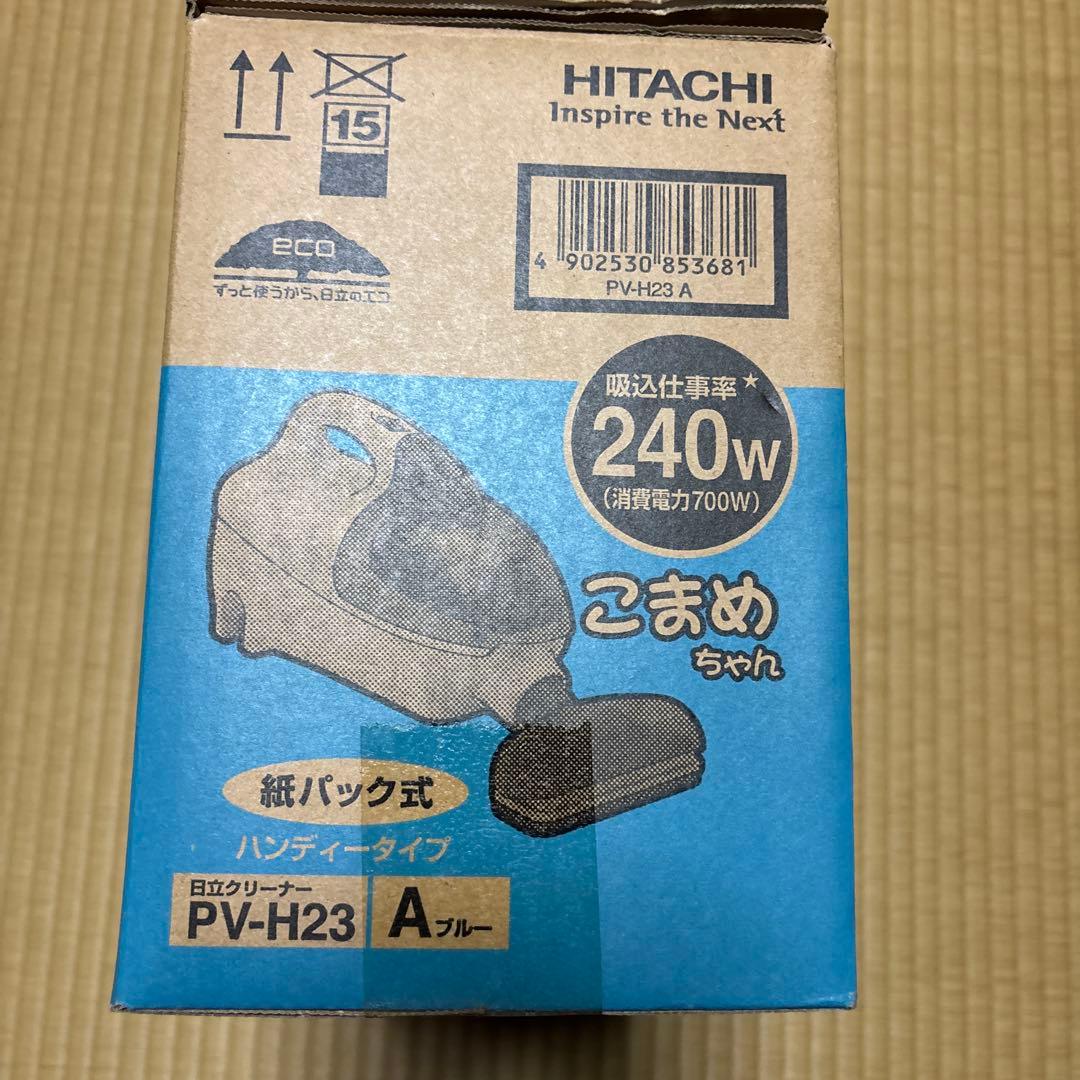 HITACHI
Inspire the Next
15
eco
ずっと使うから、日立のエコ
4 902530 853681
PV-H23 A
吸込仕事率★
240W
(消費電力700W)
こまめ
ちゃん
紙パック式
ハンディータイプ
日立クリーナー
PV-H23
A ブルー